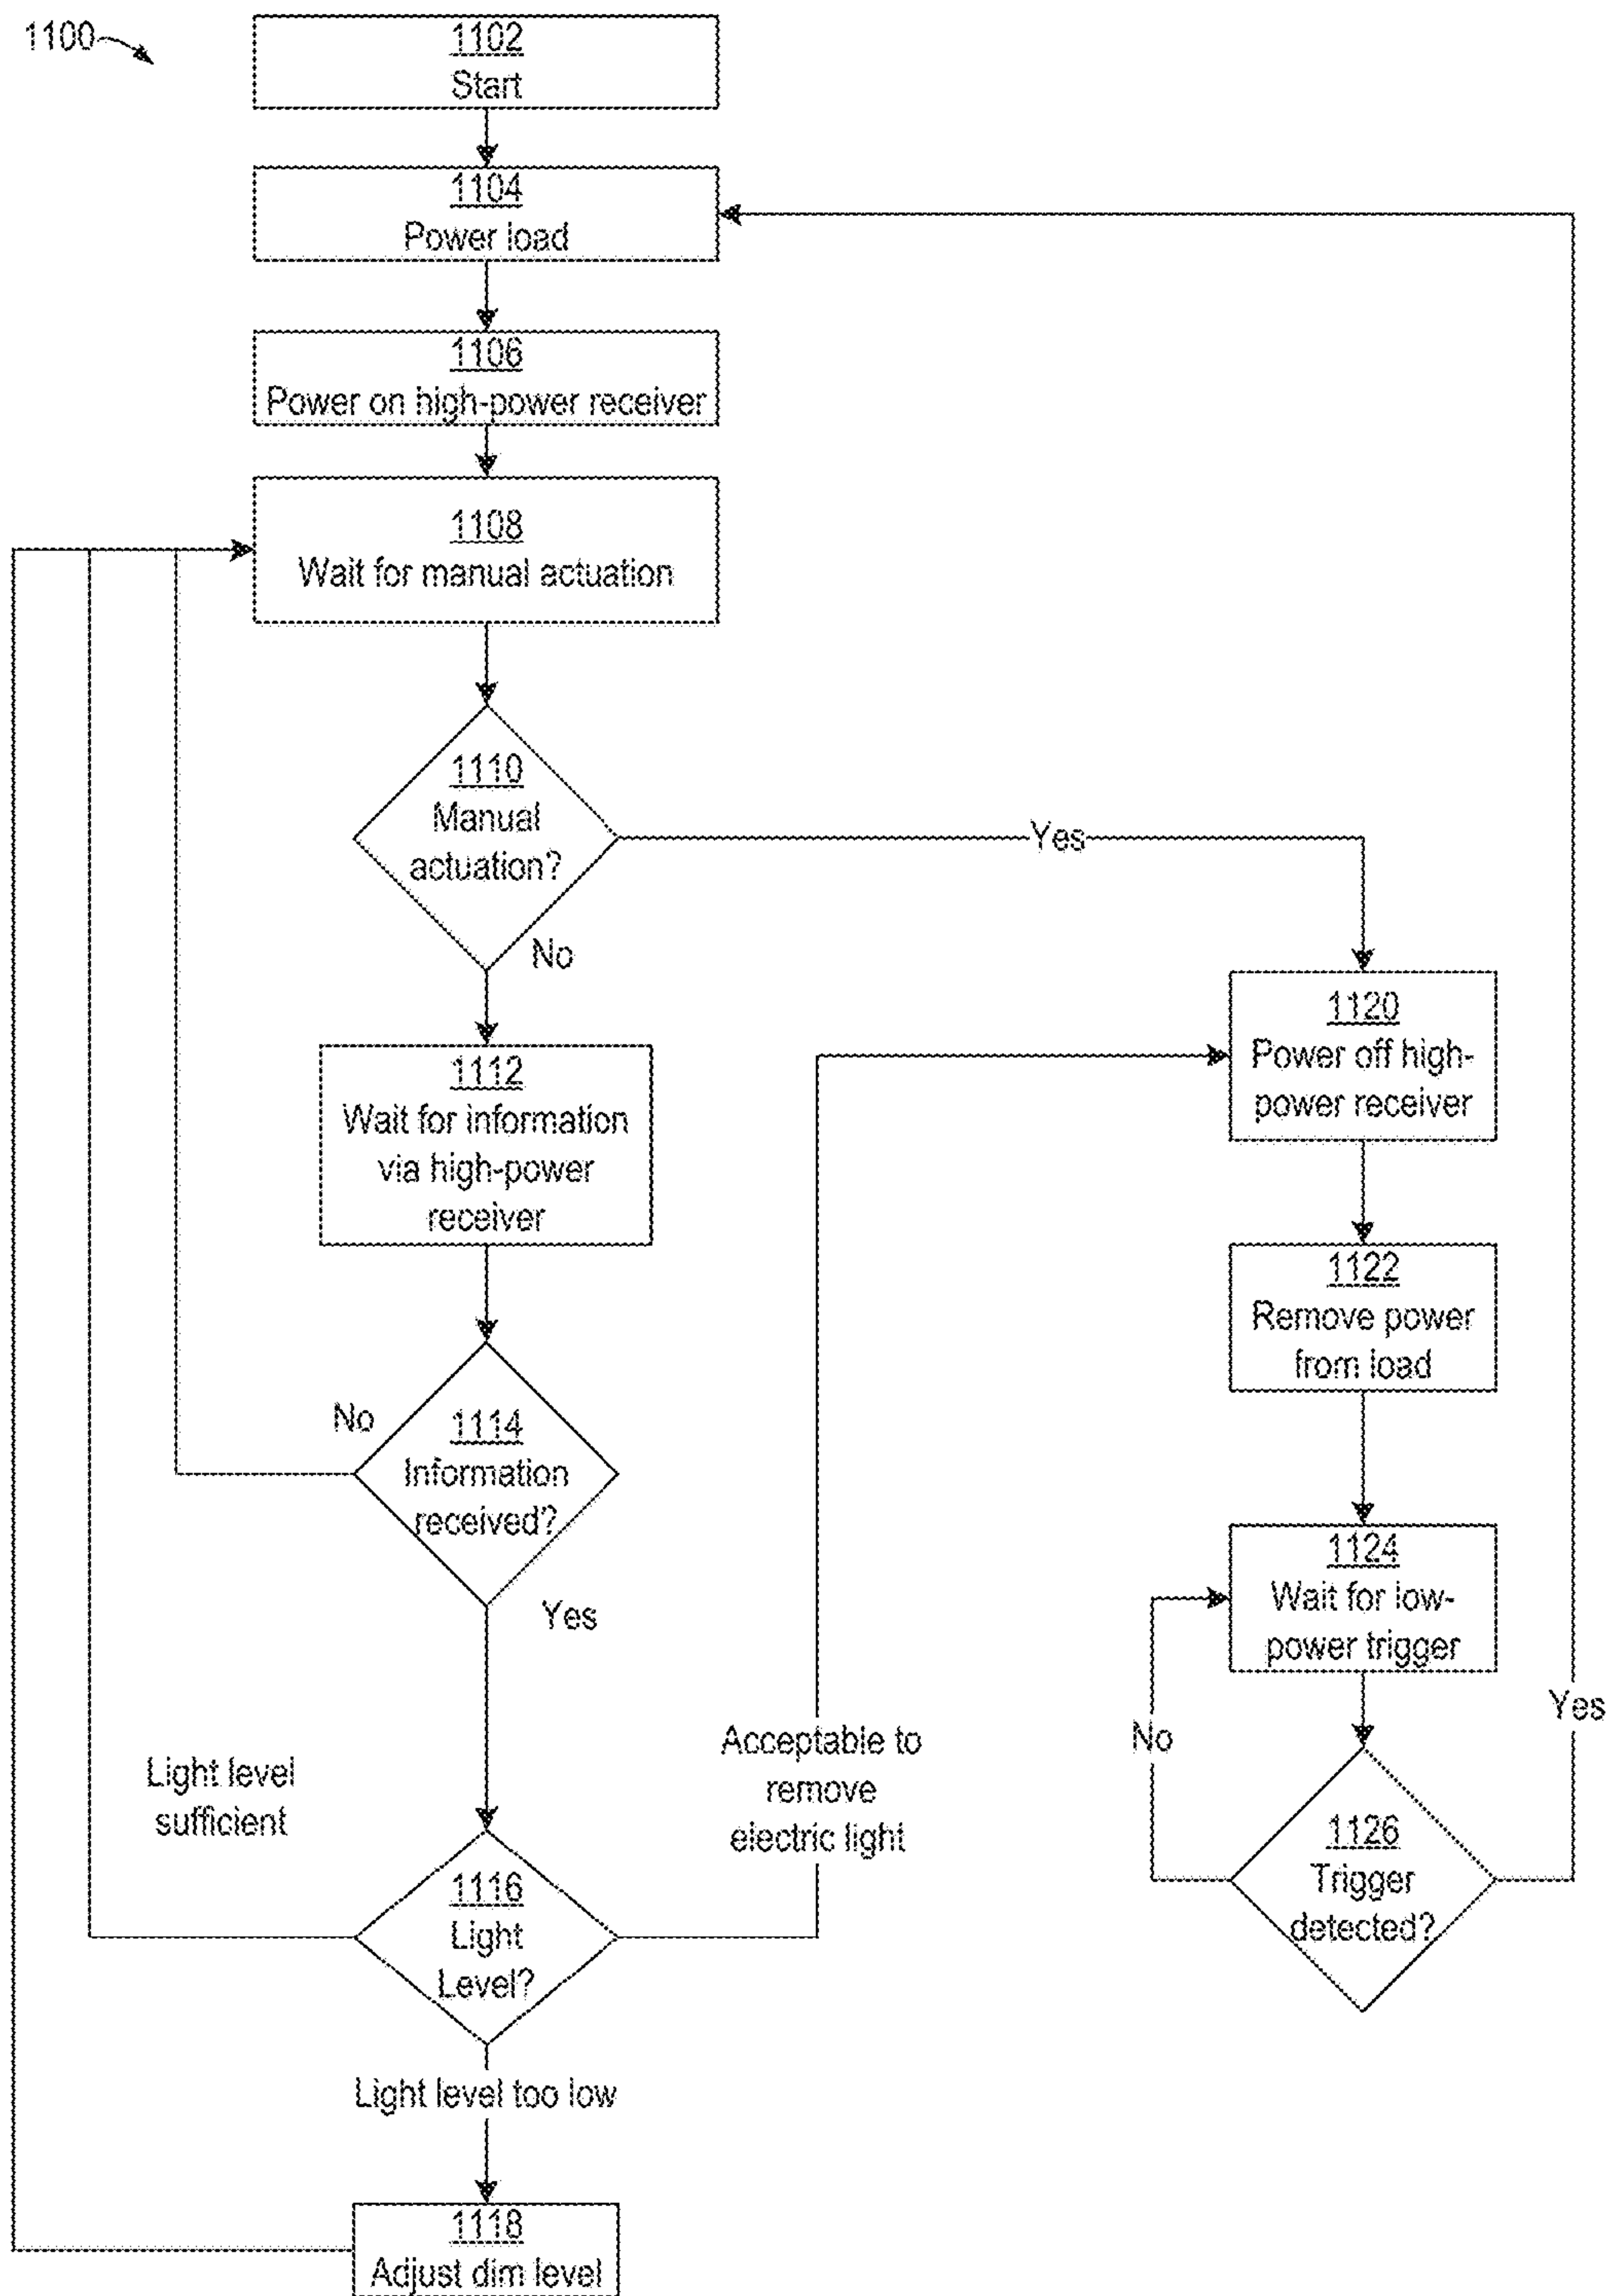 1100
1102
Start
1104
Power load
1106
Power on high-power receiver
1108
Wait for manual actuation
1110
Manual
actuation?
Yes
No
1112
Wait for information
via high-power
receiver
1120
Power off high-
power receiver
1122
Remove power
from load
1114
Information
received?
No
Yes
1124
Wait for low-
power trigger
No
Yes
1126
Trigger
detected?
Acceptable to
remove
electric light
Light level
sufficient
1116
Light
Level?
Light level too low
1118
Adjust dim level